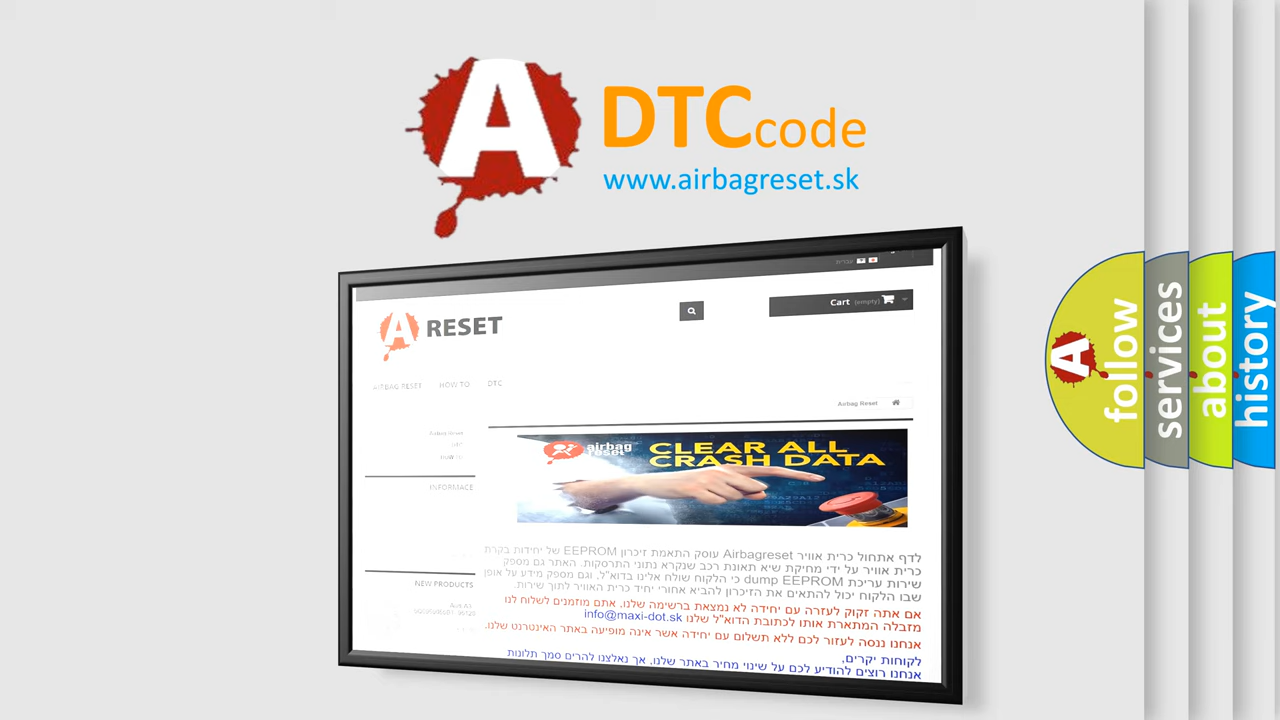 A DTCcode
www.airbagreset.sk
עברית
Cart (empty)
A RESET
AIRBAG RESET HOW TO DTC
Airbag Reset
Airbag Reset
HOW TO
INFORMACE
NEW PRODUCTS
airbag
reset
CLEAR ALL
CRASH DATA
לדף אתחול כרית אוויר Airbagreset עוסק התאמת זיכרון EEPROM של יחידות בקרת
כרית אוויר על ידי מחיקת שיא תאונת רכב שנקרא נתוני התרסקות. האתר גם מספק
שירות עריכת dump EEPROM כי הלקוח שולח אלינו בדוא"ל, וגם מספק מידע על אופן
שבו הלקוח יכול להתאים את הזיכרון להביא אחורי יחיד כרית האוויר לתוך שירות.
אם אתה זקוק לעזרה עם יחידה לא נמצאת ברשימה שלנו, אתם מוזמנים לשלוח לנו
מזבלה המתארת אותו לכתובת הדוא"ל שלנו info@maxi-dot.sk
אנחנו ננסה לעזור לכם ללא תשלום עם יחידה אשר אינה מופיעה באתר האינטרנט שלנו.
לקוחות יקרים,
אנחנו רוצים להודיע לכם על שינוי מחיר באתר שלנו, אך נאלצנו להרים סמך תלונות
A follow
services
about
history